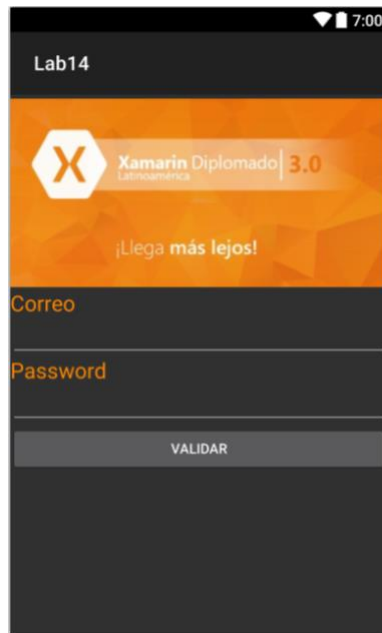 7:00
Lab14
X
Xamarin Diplomado 3.0
Latinoamérica
¡Llega más lejos!
Correo
Password
VALIDAR